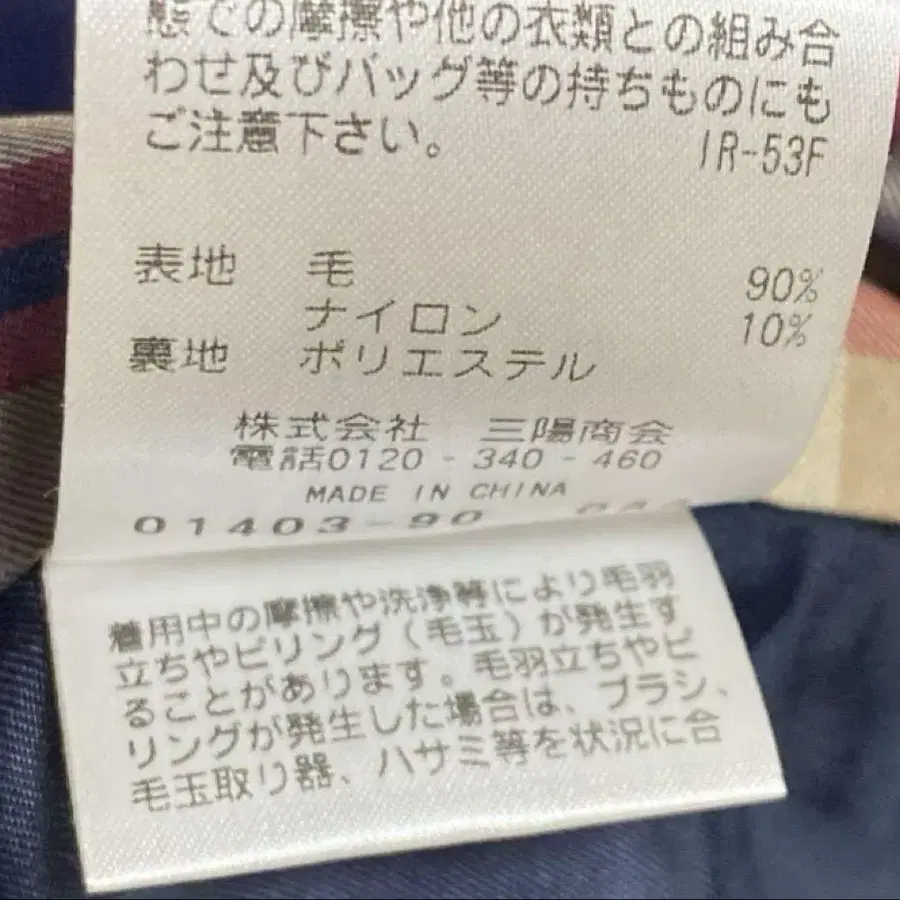 態での摩擦や他の衣類との組み合
わせ及びバッグ等の持ちものにも
ご注意下さい。
IR-53F
表地 毛 90%
ナイロン 10%
裏地 ポリエステル
株式会社 三陽商会
電話0120-340-460
MADE IN CHINA
01403-90
着用中の摩擦や洗浄等により毛羽
立ちやピリング(毛玉)が発生す
ることがあります。毛羽立ちやピ
リングが発生した場合は、ブラシ、
毛玉取り器、ハサミ等を状況に合